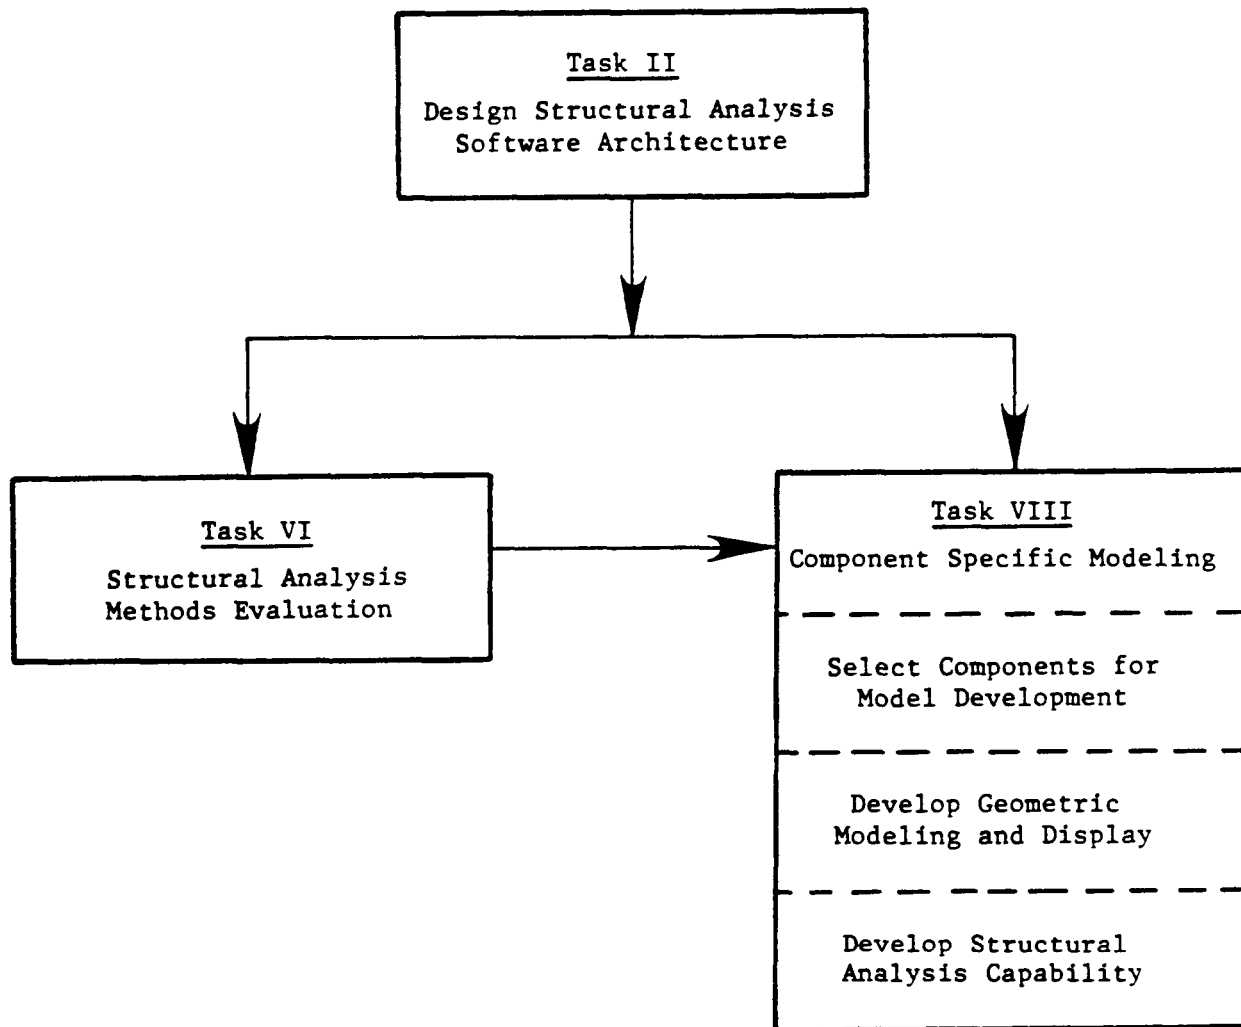 Task II
Design Structural Analysis
Software Architecture
Task VI
Structural Analysis
Methods Evaluation
Task VIII
Component Specific Modeling
Select Components for
Model Development
Develop Geometric
Modeling and Display
Develop Structural
Analysis Capability